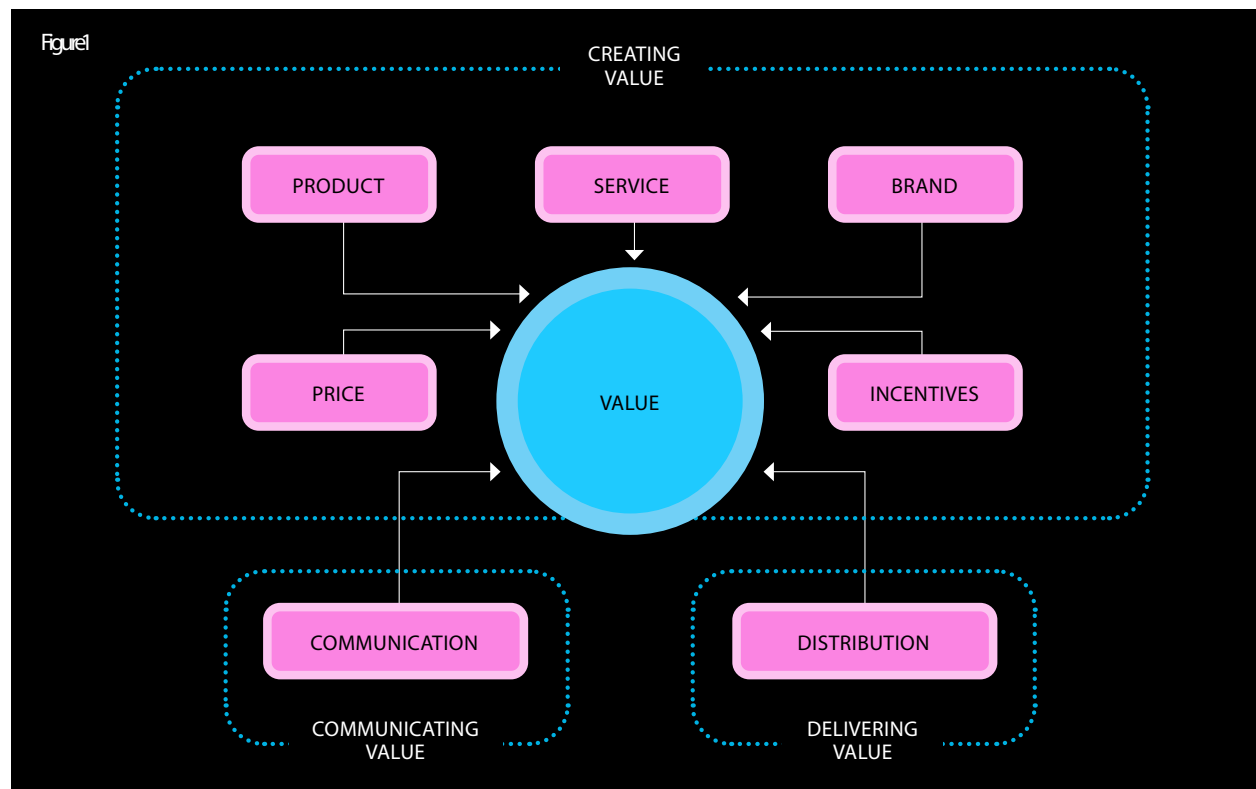 Figure1
CREATING
VALUE
PRODUCT
SERVICE
BRAND
PRICE
VALUE
INCENTIVES
COMMUNICATION
DISTRIBUTION
COMMUNICATING
VALUE
DELIVERING
VALUE